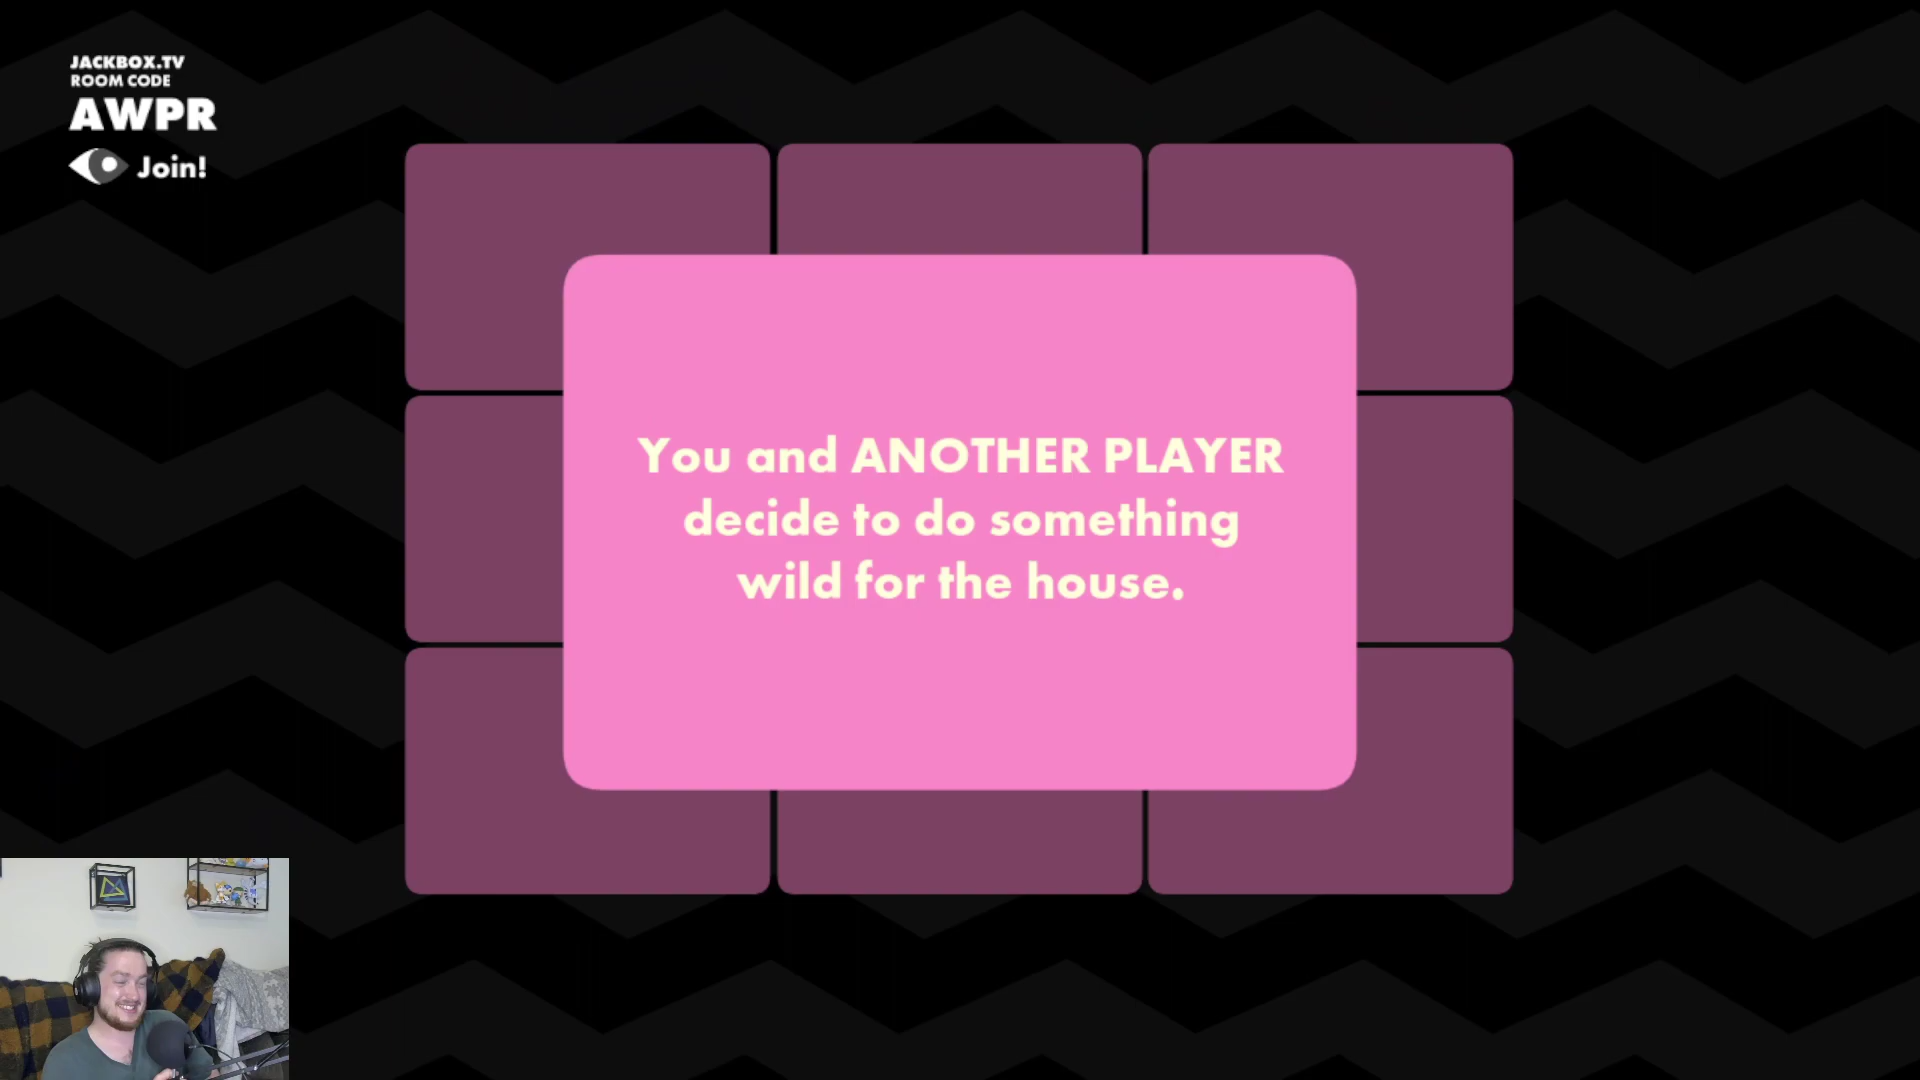 JACKBOX.TV
ROOM CODE
AWPR
Join!
You and ANOTHER PLAYER
decide to do something
wild for the house.